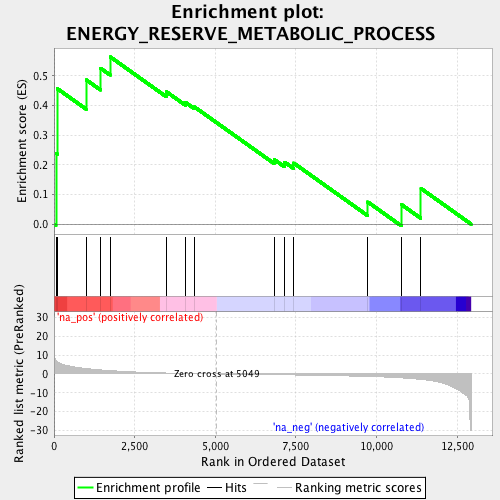 Enrichment plot:
ENERGY_RESERVE_METABOLIC_PROCESS
Enrichment score (ES)
0.5
0.4
0.3
0.2
0.1
0.0
Ranked list metric (PreRanked)
30
20
10
0
-10
-20
-30
'na_pos' (positively correlated)
Zero cross at 5049
'na_neg' (negatively correlated)
0
2,500
5,000
7,500
10,000
12,500
Rank in Ordered Dataset
Enrichment profile
Hits
Ranking metric scores